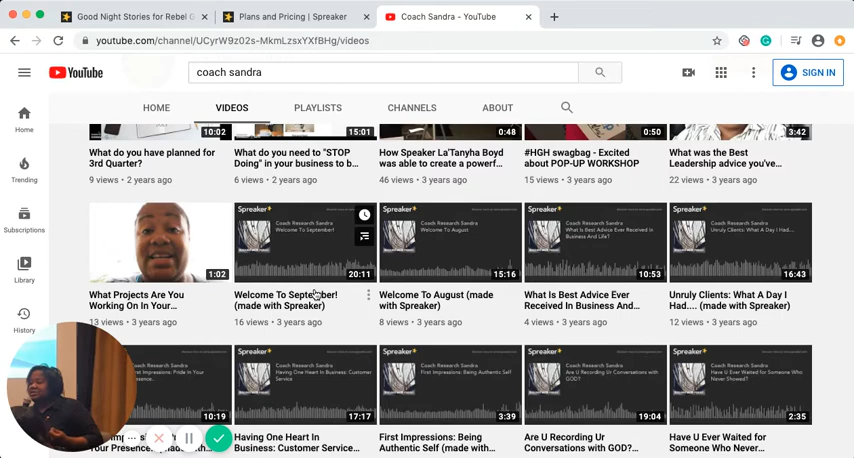 Good Night Stories for Rebel G
Plans and Pricing | Spreaker
Coach Sandra - YouTube
youtube.com/channel/UCyrW9z02s-MkmLzsxYXfBHg/videos
YouTube
coach sandra
SIGN IN
HOME
VIDEOS
PLAYLISTS
CHANNELS
ABOUT
Home
Trending
Subscriptions
Library
History
10:02
15:01
0:48
0:50
3:42
What do you have planned for
3rd Quarter?
9 views • 2 years ago
What do you need to "STOP
Doing" in your business to b...
6 views • 2 years ago
How Speaker La'Tanyha Boyd
was able to create a powerf...
46 views • 3 years ago
#HGH swagbag - Excited
about POP-UP WORKSHOP
15 views • 3 years ago
What was the Best
Leadership advice you've...
22 views • 3 years ago
1:02
Spreaker
Coach Research Sandra
Welcome To September!
20:11
Spreaker
Coach Research Sandra
Welcome To August
15:16
Spreaker
Coach Research Sandra
What Is Best Advice Ever Received In
Business And Life?
10:53
Spreaker
Coach Research Sandra
Unruly Clients: What A Day I Had....
16:43
What Projects Are You
Working On In Your...
13 views • 3 years ago
Welcome To September!
(made with Spreaker)
16 views • 3 years ago
Welcome To August (made
with Spreaker)
8 views • 3 years ago
What Is Best Advice Ever
Received In Business And...
4 views • 3 years ago
Unruly Clients: What A Day I
Had.... (made with Spreaker)
12 views • 3 years ago
Coach Research Sandra
First Impressions: Pride in Your
Presence..
10:19
Spreaker
Coach Research Sandra
Having One Heart In Business: Customer
Service
17:17
Spreaker
Coach Research Sandra
First Impressions: Being Authentic Self
3:39
Spreaker
Coach Research Sandra
Are U Recording Ur Conversations with
GOD?
19:04
Spreaker
Coach Research Sandra
Have U Ever Waited for Someone Who
Never Showed?
2:35
Having One Heart In
Business: Customer Service...
First Impressions: Being
Authentic Self (made with...
Are U Recording Ur
Conversations with GOD?...
Have U Ever Waited for
Someone Who Never...